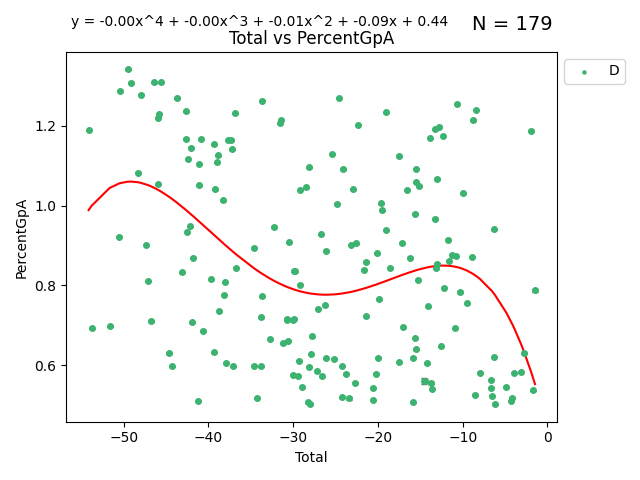 y = -0.00x^4 + -0.00x^3 + -0.01x^2 + -0.09x + 0.44
N = 179
Total vs PercentGpA
D
PercentGpA
1.2
1.0
0.8
0.6
−50 −40 −30 −20 −10 0
Total